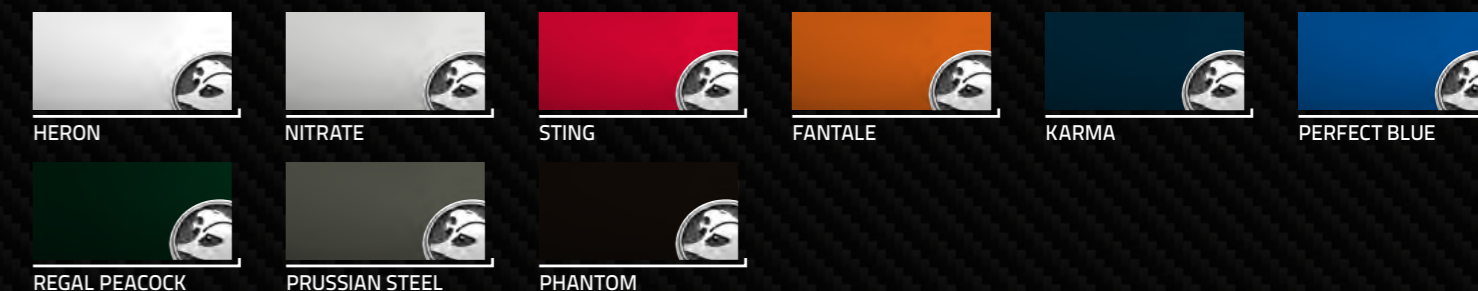 HERON
NITRATE
STING
FANTALE
KARMA
PERFECT BLUE
REGAL PEACOCK
PRUSSIAN STEEL
PHANTOM